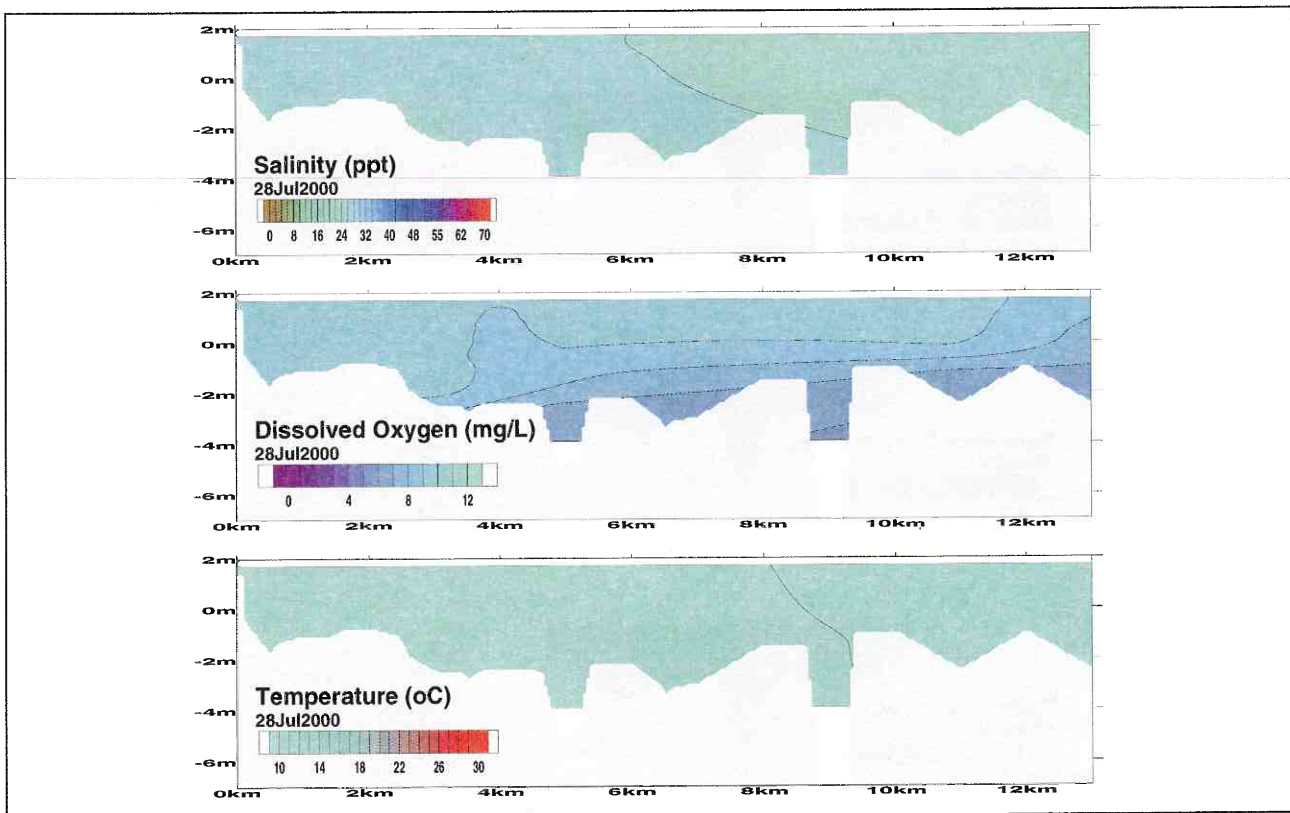 2m
0m
-2m
Salinity (ppt)
28Jul2000
-4m
0 8 16 24 32 40 48 55 62 70
-6m
0km 2km 4km 6km 8km 10km 12km
2m
0m
-2m
Dissolved Oxygen (mg/L)
28Jul2000
-4m
0 4 8 12
-6m
0km 2km 4km 6km 8km 10km 12km
2m
0m
-2m
Temperature (oC)
28Jul2000
-4m
10 14 18 22 26 30
-6m
0km 2km 4km 6km 8km 10km 12km